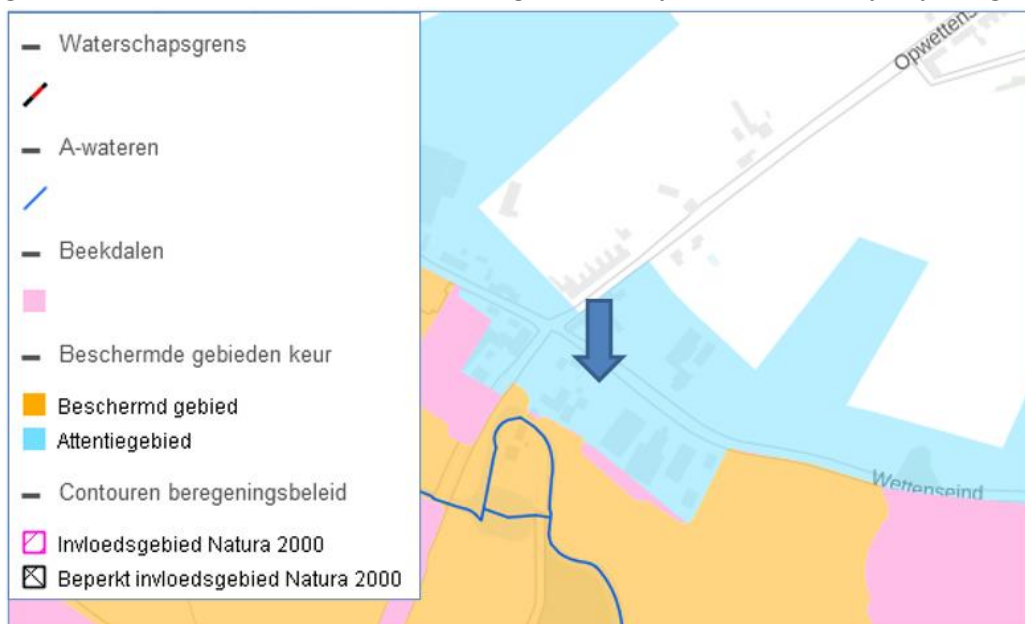 Waterschapsgrens
A-wateren
Beekdalen
Beschermde gebieden keur
Beschermd gebied
Attentiegebied
Contouren beregeningsbeleid
Invloedsgebied Natura 2000
Beperkt invloedsgebied Natura 2000
Opwettens
Wettenseind